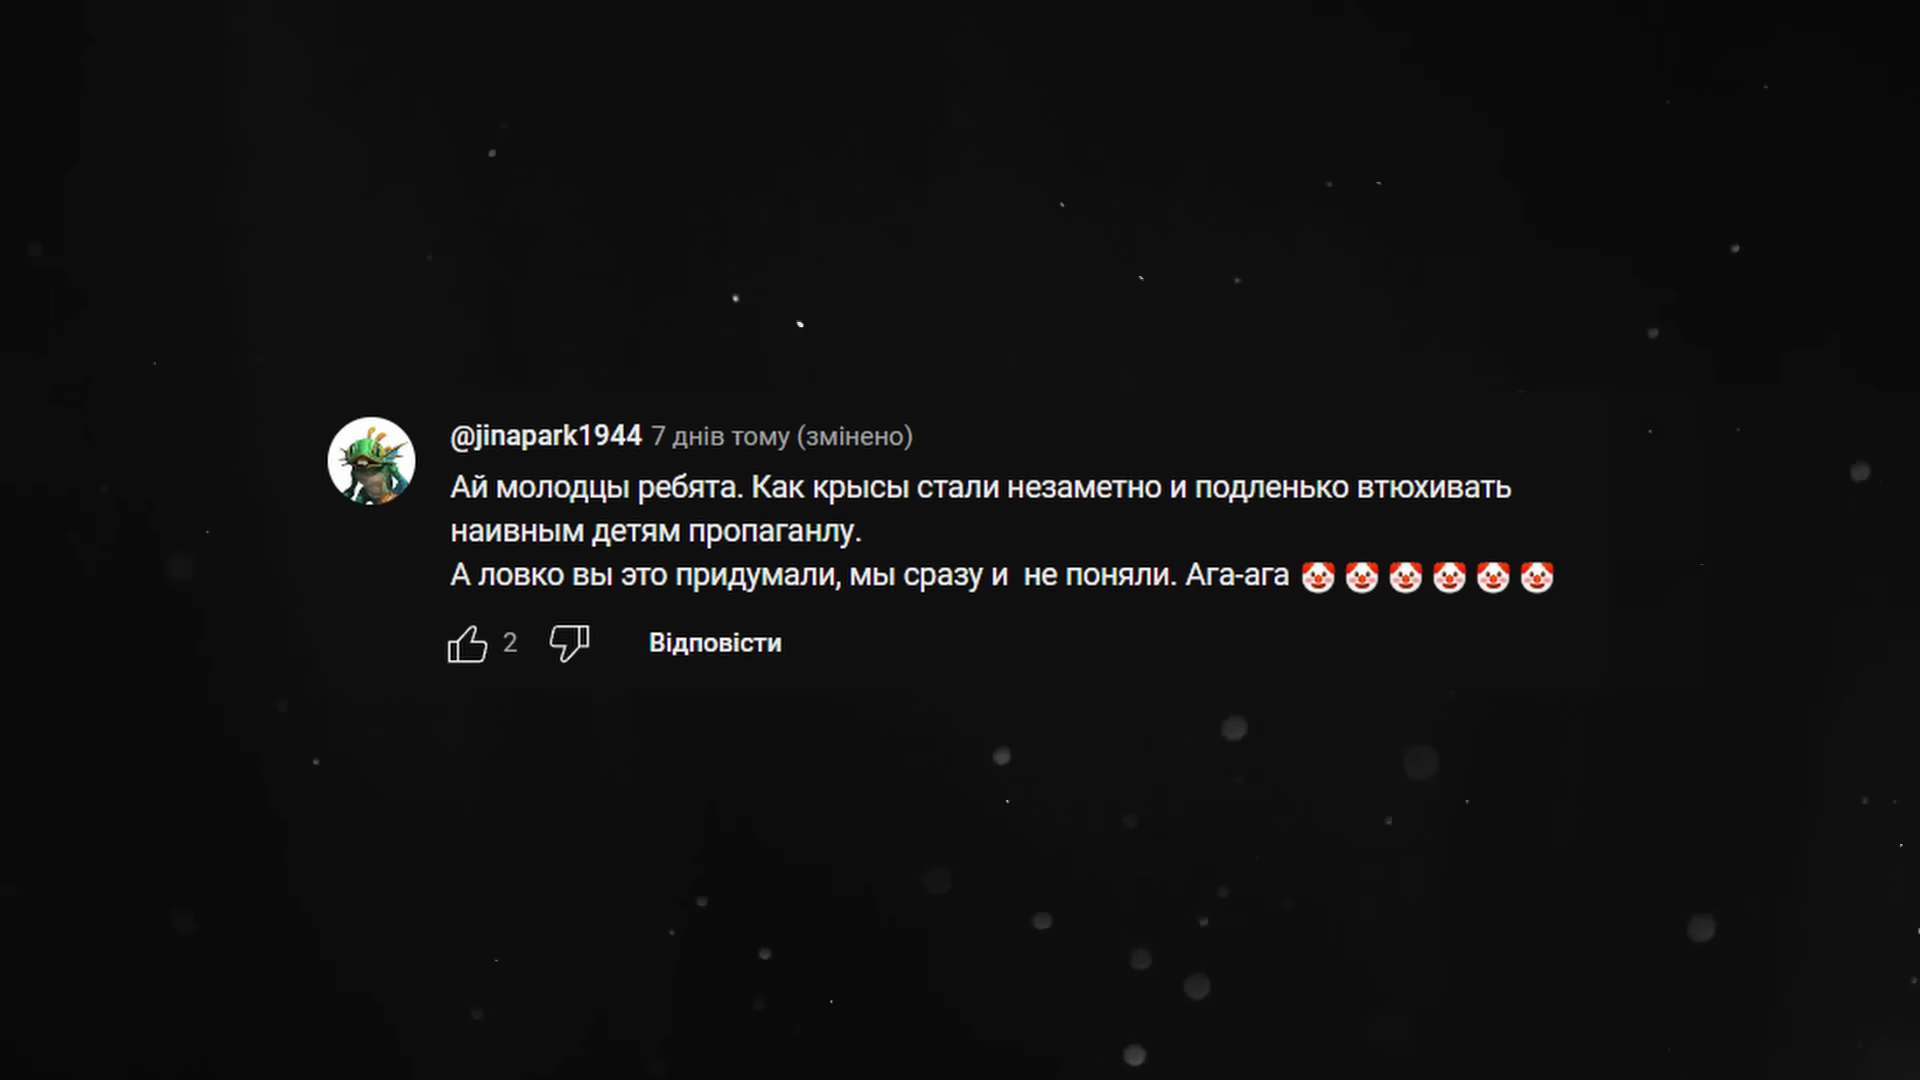 @jinapark1944 7 днів тому (змінено)
Ай молодцы ребята. Как крысы стали незаметно и подленько втюхивать
наивным детям пропаганлу.
А ловко вы это придумали, мы сразу и  не поняли. Ага-ага 🤡🤡🤡🤡🤡🤡
2 Відповісти